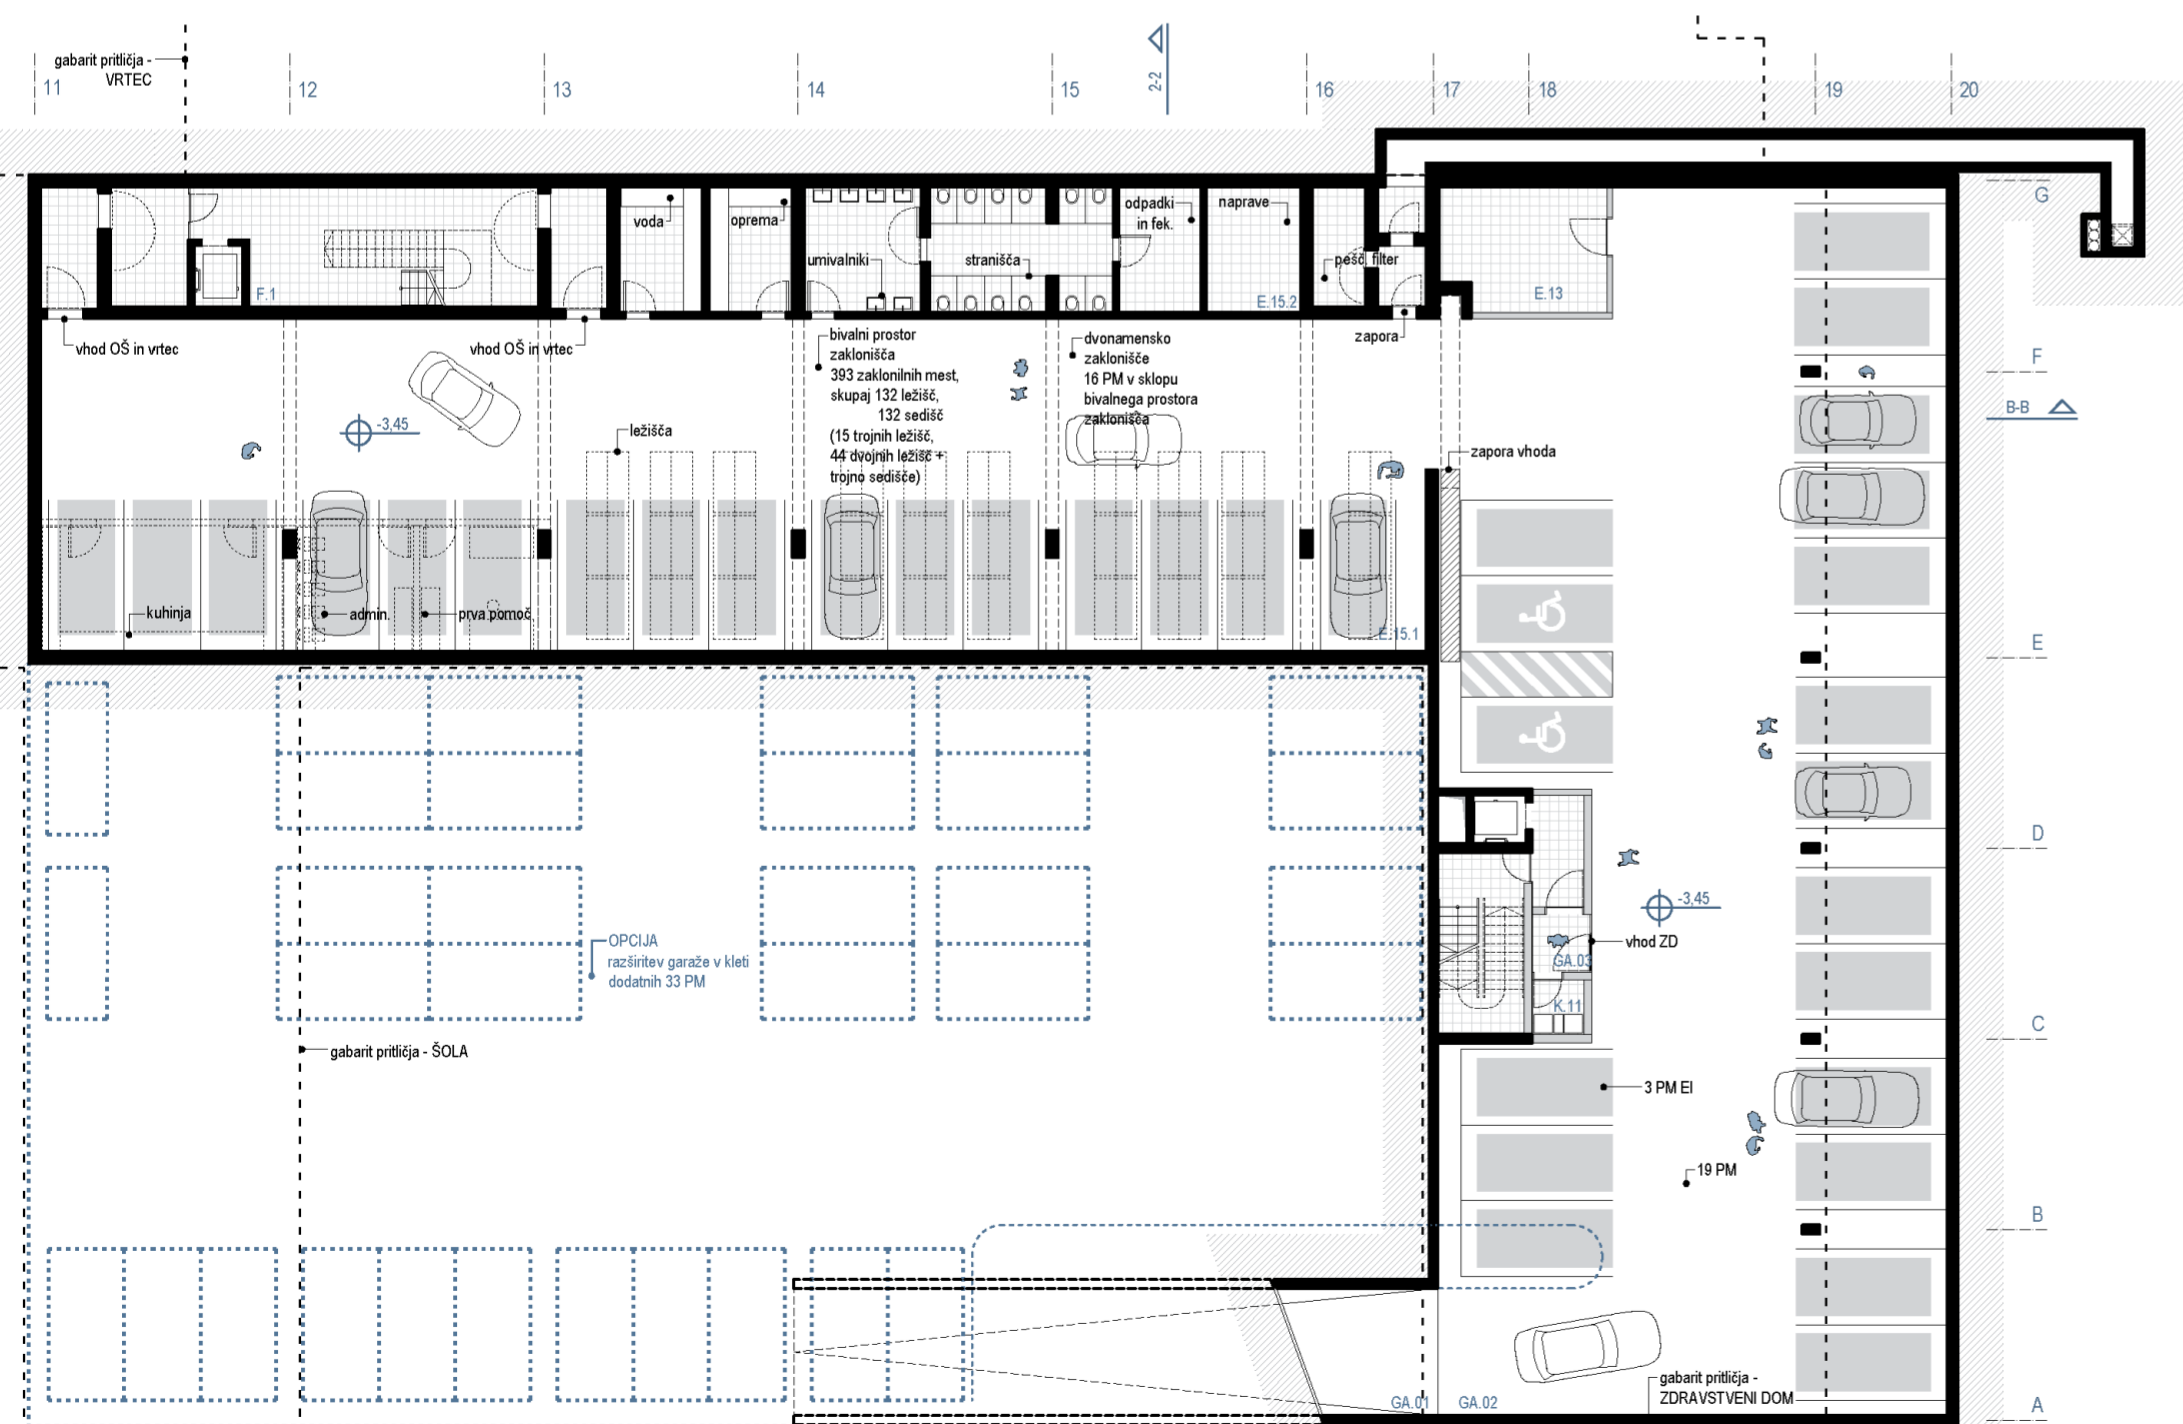 gabarit pritličja -
VRTEC
11
12
13
14
15
2-2
16
17
18
19
20
G
F
B-B
E
D
C
B
A
voda
oprema
umivalniki
stranišča
odpadki
in fek.
naprave
E.15.2
pešč. filter
E.13
F.1
vhod OŠ in vrtec
vhod OŠ in vrtec
zapora
bivalni prostor
zaklonišča
393 zaklonilnih mest,
skupaj 132 ležišč,
132 sedišč
(15 trojnih ležišč,
44 dvojnih ležišč +
trojno sedišče)
dvonamensko
zaklonišče
16 PM v sklopu
bivalnega prostora
zaklonišča
-3,45
ležišča
zapora vhoda
kuhinja
admin.
prva pomoč
E.15.1
OPCIJA
razširitev garaže v kleti
dodatnih 33 PM
gabarit pritličja - ŠOLA
-3,45
vhod ZD
GA.03
K.11
3 PM EI
19 PM
gabarit pritličja -
ZDRAVSTVENI DOM
GA.01
GA.02